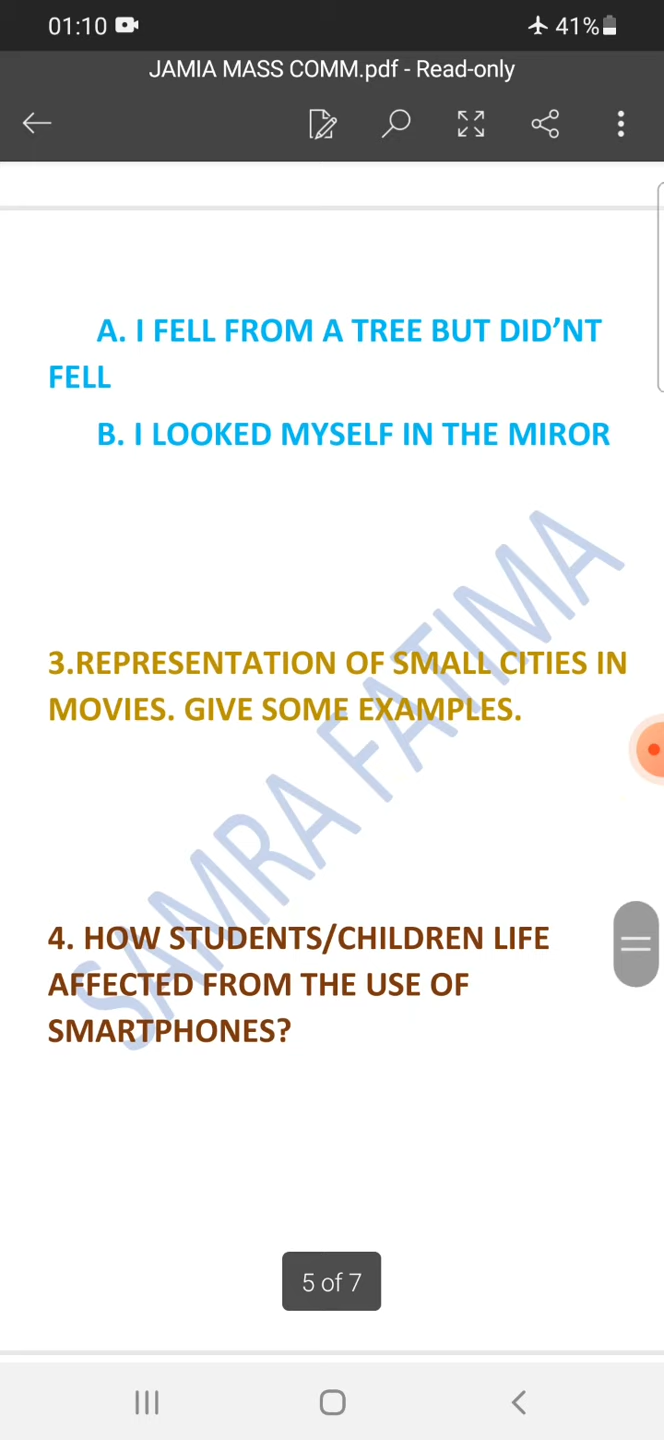 01:10 41%
JAMIA MASS COMM.pdf - Read-only
A. I FELL FROM A TREE BUT DID’NT
FELL
B. I LOOKED MYSELF IN THE MIROR
SAMRA FATIMA
3.REPRESENTATION OF SMALL CITIES IN
MOVIES. GIVE SOME EXAMPLES.
4. HOW STUDENTS/CHILDREN LIFE
AFFECTED FROM THE USE OF
SMARTPHONES?
5 of 7